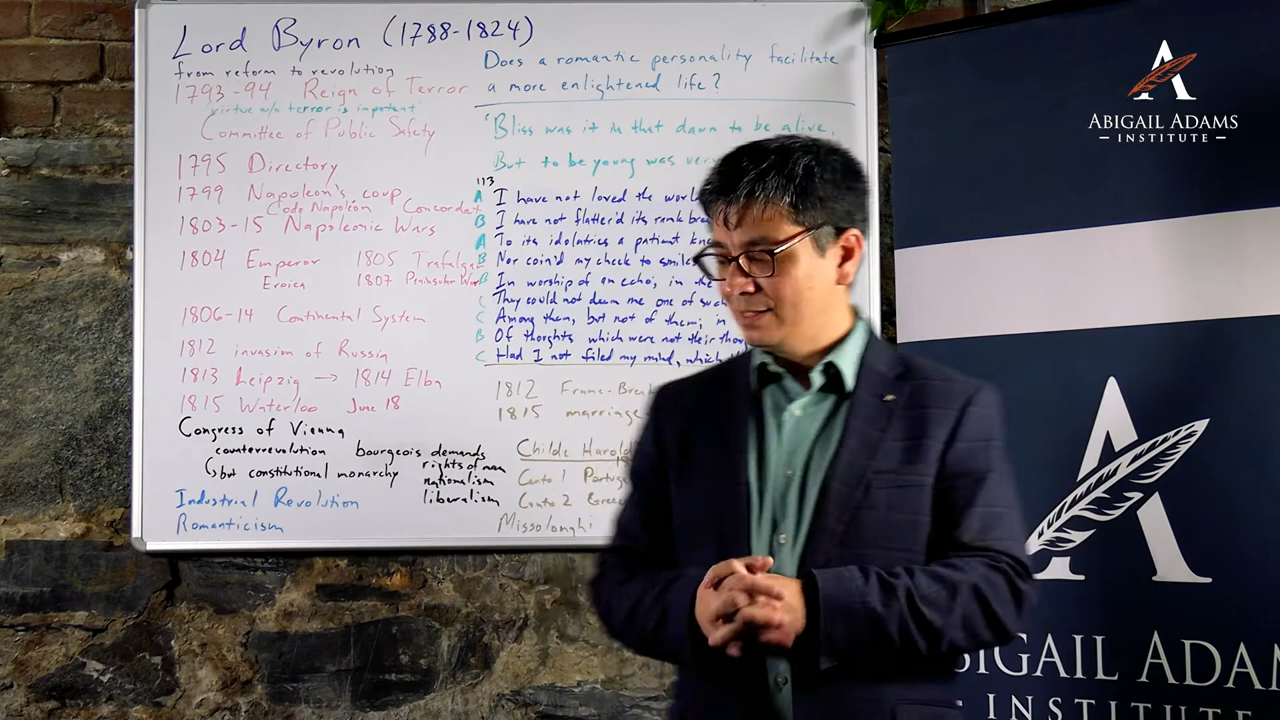 Lord Byron (1788-1824)
from reform to revolution
1793-94 Reign of Terror
'virtue w/o terror is impotent'
Committee of Public Safety
1795 Directory
1799 Napoleon's coup
Code Napoléon Concordat
1803-15 Napoleonic Wars
1804 Emperor 1805 Trafalgar
Eroica 1807 Peninsular War
1806-14 Continental System
1812 invasion of Russia
1813 Leipzig → 1814 Elba
1815 Waterloo June 18
Congress of Vienna
counterrevolution bourgeois demands
but constitutional monarchy rights of man
nationalism
liberalism
Industrial Revolution
Romanticism
Does a romantic personality facilitate
a more enlightened life?
'Bliss was it in that dawn to be alive,
But to be young was very
113
A I have not loved the worl
B I have not flatter'd its rank bre
A To its idolatries a patient kne
B Nor coin'd my cheek to smiles
B In worship of an echo; in the
C They could not deem me one of such
C Among them, but not of them; in
B Of thoughts which were not their thou
C Had I not filed my mind, which th
1812 Frame-Break
1815 marriage
Childe Harold
Canto 1 Portug
Canto 2 Greec
Missolonghi
A
ABIGAIL ADAMS
– INSTITUTE –
A
BIGAIL ADAM
INSTITUTE